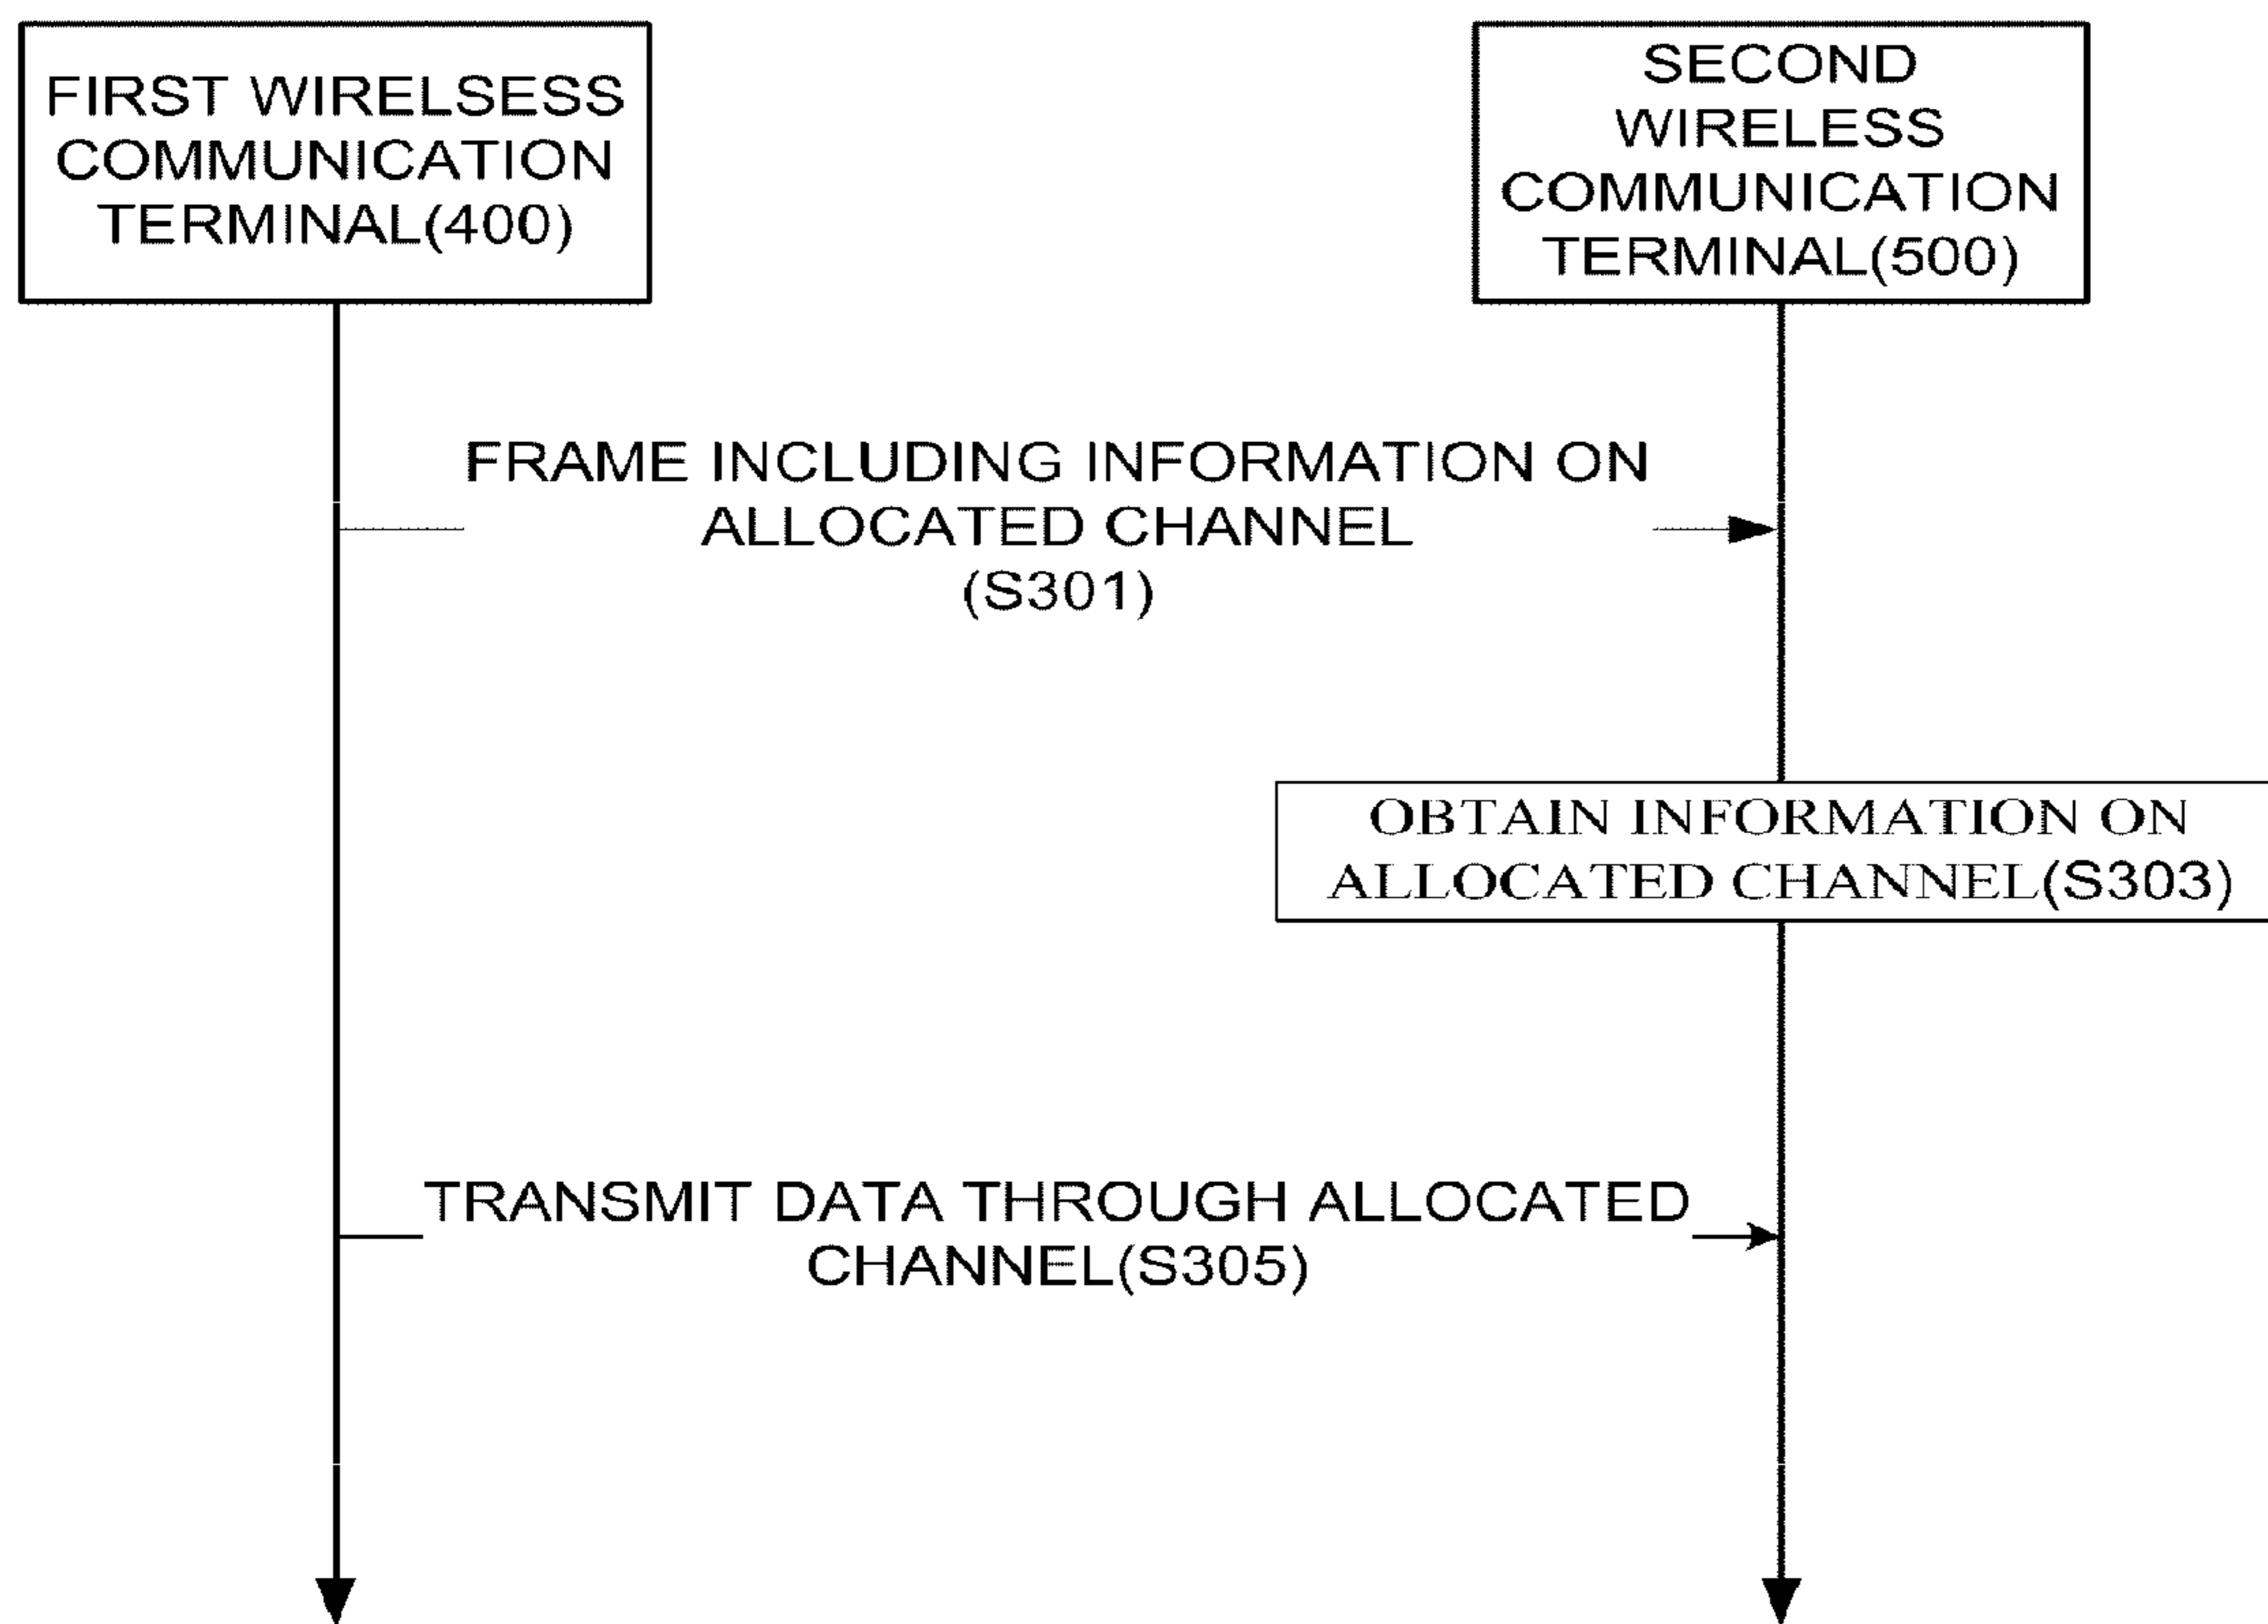 FIRST WIRELSESS
COMMUNICATION
TERMINAL(400)
SECOND
WIRELESS
COMMUNICATION
TERMINAL(500)
FRAME INCLUDING INFORMATION ON
ALLOCATED CHANNEL
(S301)
OBTAIN INFORMATION ON
ALLOCATED CHANNEL(S303)
TRANSMIT DATA THROUGH ALLOCATED
CHANNEL(S305)